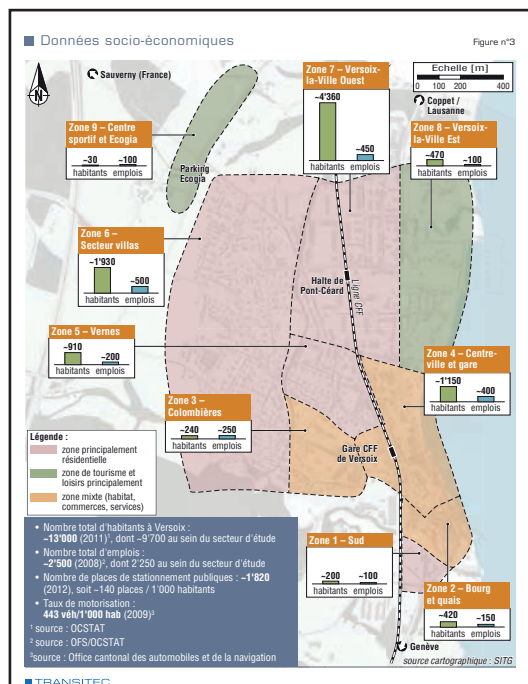 Données socio-économiques
Figure n°3
N
Sauverny (France)
Echelle [m]
0 100 200 400
Coppet /
Lausanne
Zone 7 – Versoix-
la-Ville Ouest
~4'360
~450
habitants emplois
Zone 9 – Centre
sportif et Ecogia
~30 ~100
habitants emplois
Parking
Ecogia
Zone 8 – Versoix-
la-Ville Est
~470 ~100
habitants emplois
Zone 6 –
Secteur villas
~1'930
~500
habitants emplois
Halte de
Pont-Céard
Ligne CFF
Zone 5 – Vernes
~910
~200
habitants emplois
Zone 4 – Centre-
ville et gare
~1'150
~400
habitants emplois
Zone 3 –
Colombières
~240 ~250
habitants emplois
Gare CFF
de Versoix
Légende :
zone principalement
résidentielle
zone de tourisme et
loisirs principalement
zone mixte (habitat,
commerces, services)
• Nombre total d'habitants à Versoix :
~13'000 (2011)¹, dont ~9'700 au sein du secteur d'étude
• Nombre total d'emplois :
~2'500 (2008)², dont 2'250 au sein du secteur d'étude
• Nombre de places de stationnement publiques : ~1'820
(2012), soit ~140 places / 1'000 habitants
• Taux de motorisation :
443 véh/1'000 hab (2009)³
¹ source : OCSTAT
² source : OFS/OCSTAT
³source : Office cantonal des automobiles et de la navigation
Zone 1 – Sud
~200 ~100
habitants emplois
Zone 2 – Bourg
et quais
~420 ~150
habitants emplois
Genève
source cartographique : SITG
TRANSITEC